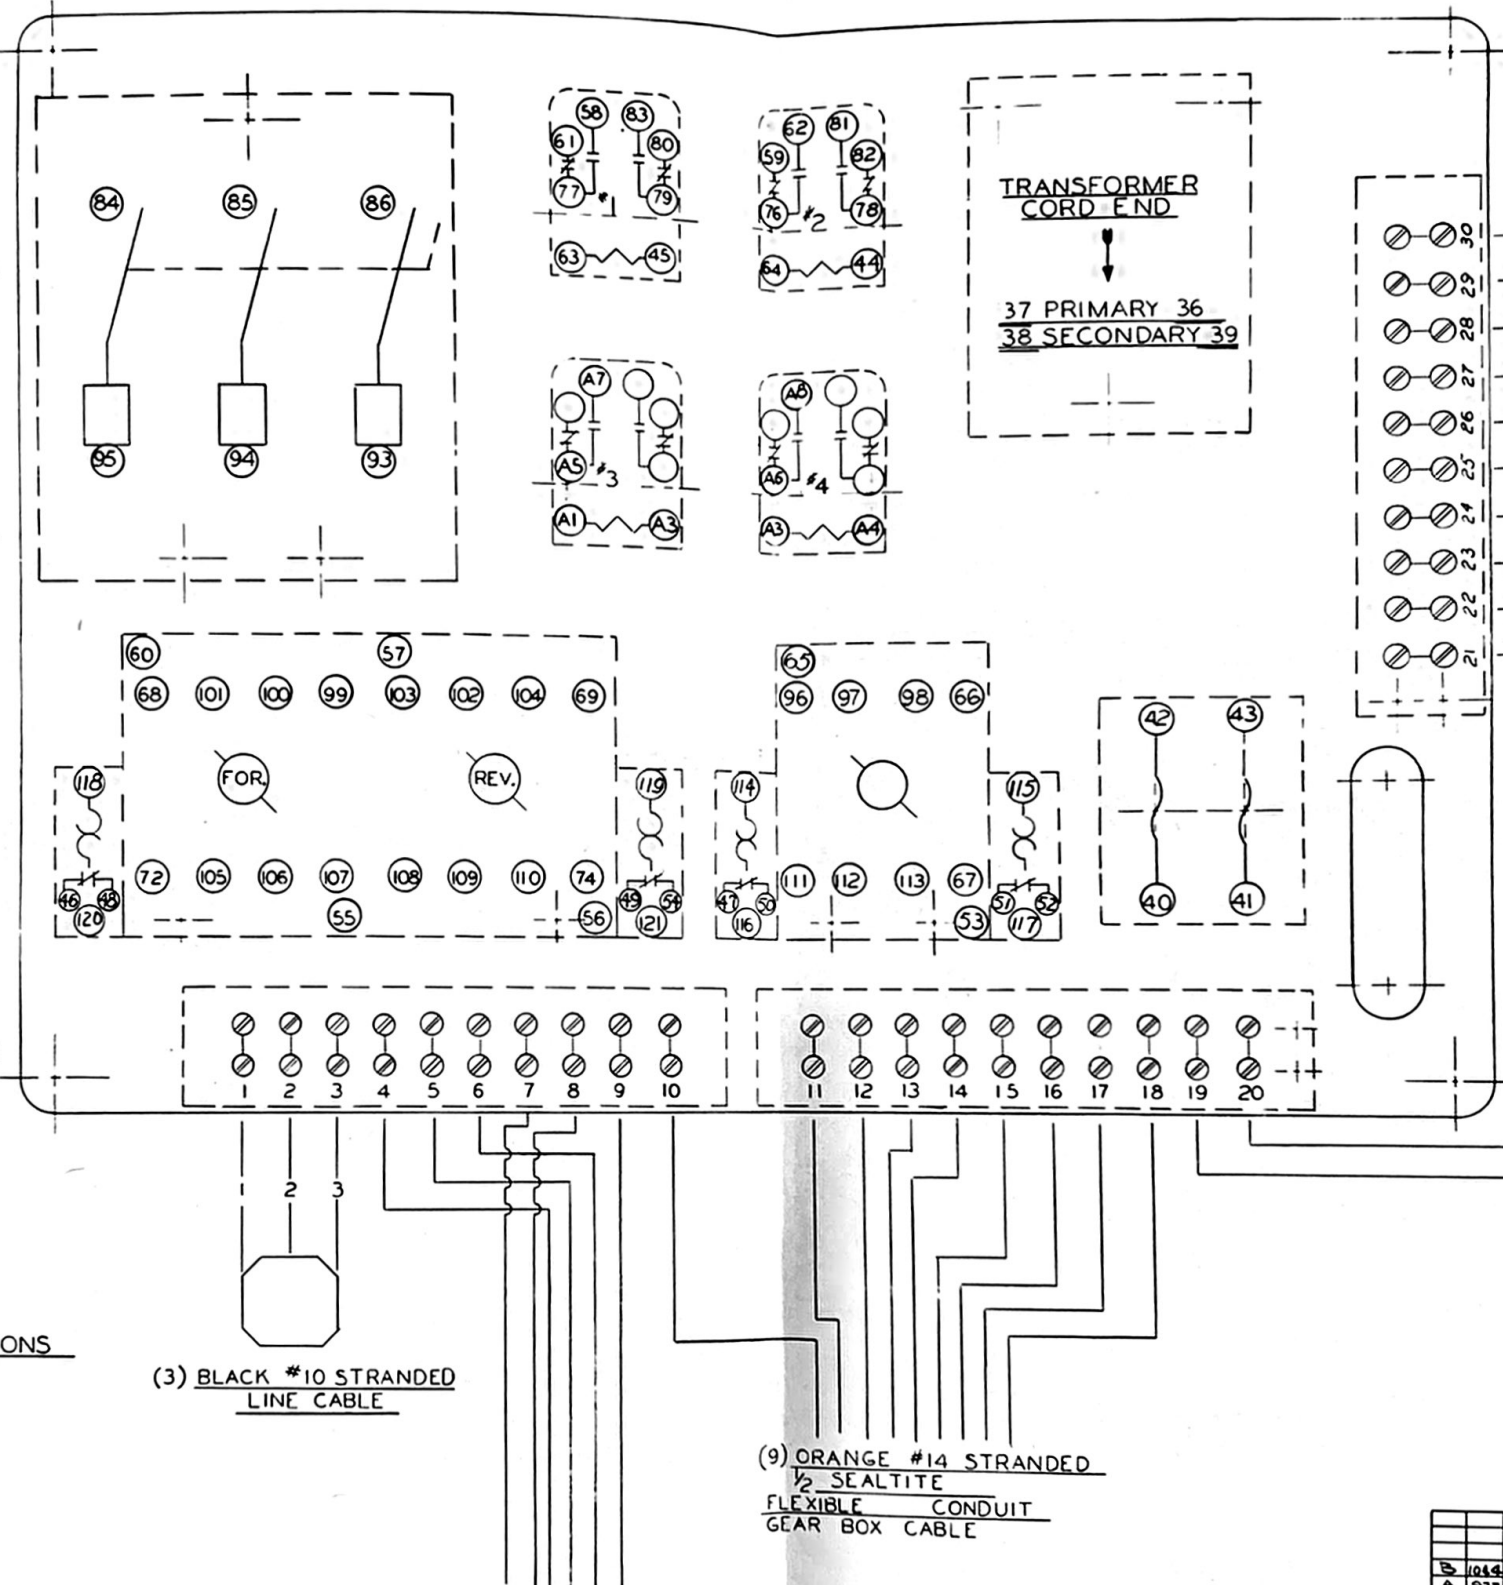 58 83
61 80
77 #1 79
63 45
62 81
59 82
76 #2 78
64 44
TRANSFORMER
CORD END
37 PRIMARY 36
38 SECONDARY 39
84 85 86
95 94 93
A7
A5 #3
A1 A3
A8
A6 #4
A3 A4
30
29
28
27
26
25
24
23
22
21
60 57
68 101 100 99 103 102 104 69
118 FOR. REV. 119
72 105 106 107 108 109 110 74
46 48 49 54
120 55 56 121
65
96 97 98 66
114 115
111 112 113 67
47 50 51 52
116 53 117
42 43
40 41
1 2 3 4 5 6 7 8 9 10
11 12 13 14 15 16 17 18 19 20
2 3
ONS
(3) BLACK #10 STRANDED
LINE CABLE
(9) ORANGE #14 STRANDED
1/2 SEALTITE
FLEXIBLE CONDUIT
GEAR BOX CABLE
B